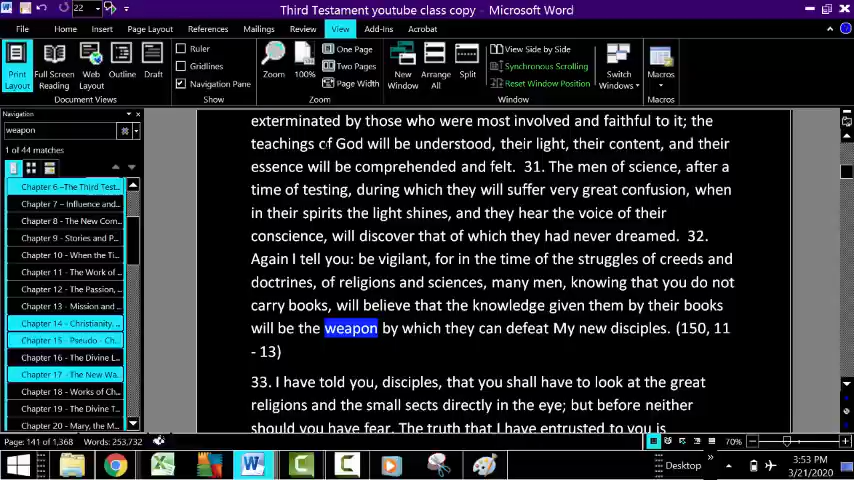 22
Third Testament youtube class copy - Microsoft Word
File Home Insert Page Layout References Mailings Review View Add-Ins Acrobat
Print Layout
Full Screen Reading
Web Layout
Outline
Draft
Document Views
Ruler
Gridlines
Navigation Pane
Show
Zoom
100%
One Page
Two Pages
Page Width
Zoom
New Window
Arrange All
Split
View Side by Side
Synchronous Scrolling
Reset Window Position
Switch Windows
Window
Macros
Macros
Navigation
weapon
1 of 44 matches
Chapter 6 –The Third Test...
Chapter 7 – Influence and...
Chapter 8 - The New Com...
Chapter 9 - Stories and P...
Chapter 10 – When the Ti...
Chapter 11 - The Work of ...
Chapter 12 - The Passion, ...
Chapter 13 - Mission and ...
Chapter 14 - Christianity, ...
Chapter 15 - Pseudo - Ch...
Chapter 16 - The Divine L...
Chapter 17 - The New Wa...
Chapter 18 - Works of Ch...
Chapter 19 - The Divine T...
Chapter 20 - Mary, the M...
exterminated by those who were most involved and faithful to it; the
teachings of God will be understood, their light, their content, and their
essence will be comprehended and felt. 31. The men of science, after a
time of testing, during which they will suffer very great confusion, when
in their spirits the light shines, and they hear the voice of their
conscience, will discover that of which they had never dreamed. 32.
Again I tell you: be vigilant, for in the time of the struggles of creeds and
doctrines, of religions and sciences, many men, knowing that you do not
carry books, will believe that the knowledge given them by their books
will be the weapon by which they can defeat My new disciples. (150, 11
- 13)
33. I have told you, disciples, that you shall have to look at the great
religions and the small sects directly in the eye; but before neither
should you have fear. The truth that I have entrusted to you is
Page: 141 of 1,368 Words: 253,732
70%
Desktop
3:53 PM
3/21/2020